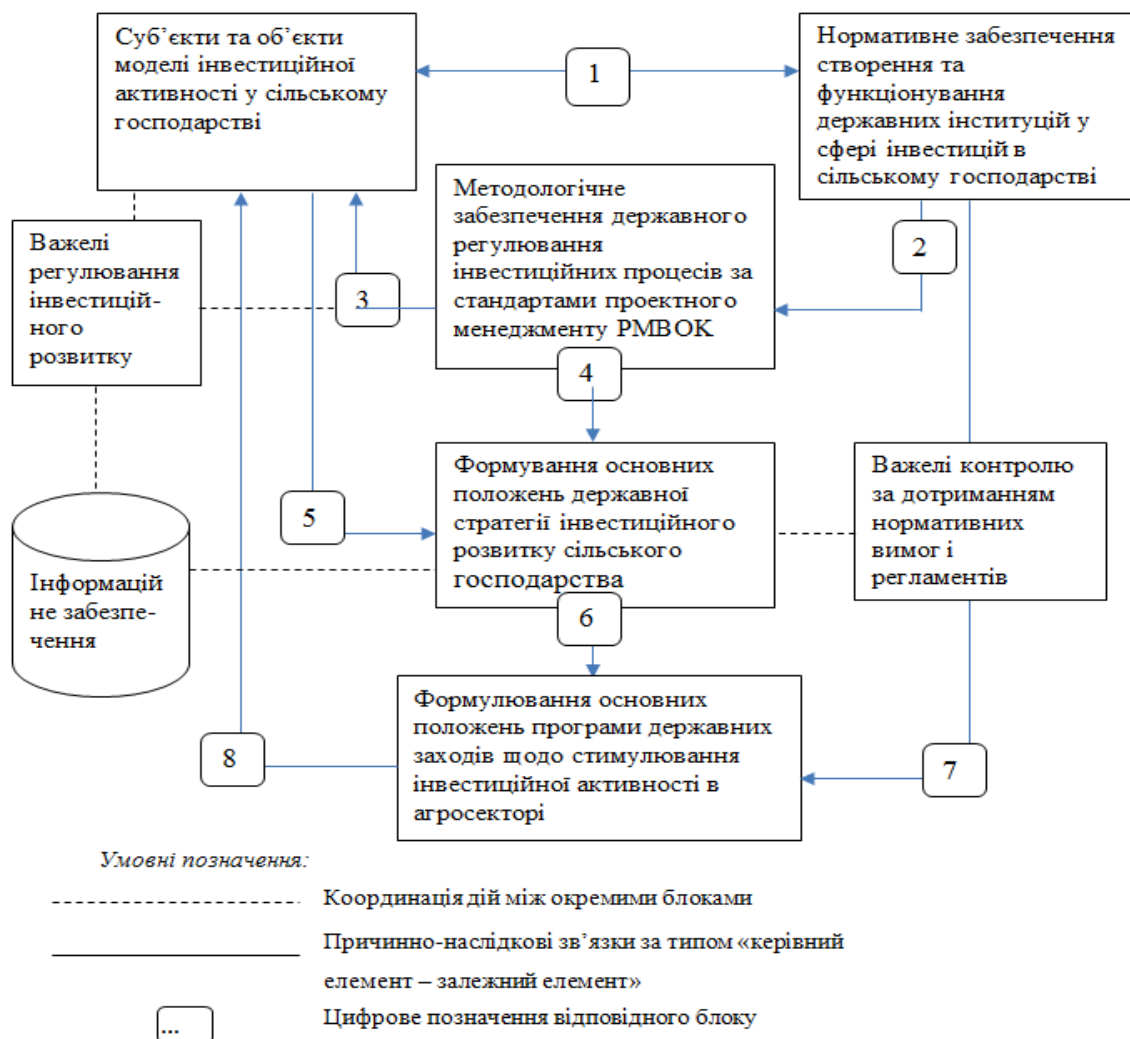 Суб’єкти та об’єкти
моделі інвестиційної
активності у сільському
господарстві
1
Нормативне забезпечення
створення та
функціонування
державних інституцій у
сфері інвестицій в
сільському господарстві
Методологічне
забезпечення державного
регулювання
інвестиційних процесів за
стандартами проектного
менеджменту PMBOK
2
Важелі
регулювання
інвестицій-
ного
розвитку
3
4
Формування основних
положень державної
стратегії інвестиційного
розвитку сільського
господарства
Важелі контролю
за дотриманням
нормативних
вимог і
регламентів
5
Інформацій
не забезпе-
чення
6
Формулювання основних
положень програми державних
заходів щодо стимулювання
інвестиційної активності в
агросекторі
8
7
Умовні позначення:
Координація дій між окремими блоками
Причинно-наслідкові зв’язки за типом «керівний
елемент – залежний елемент»
...
Цифрове позначення відповідного блоку